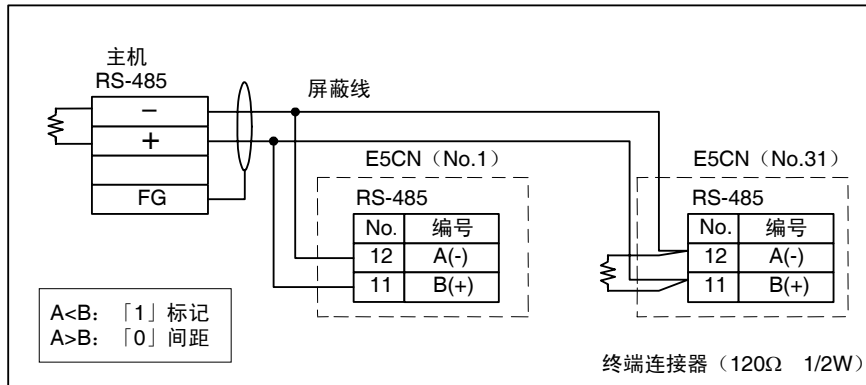 主机
RS-485
−
+
FG
屏蔽线
E5CN（No.1）
RS-485
No. 编号
12 A(-)
11 B(+)
E5CN（No.31）
RS-485
No. 编号
12 A(-)
11 B(+)
A<B:「1」标记
A>B:「0」间距
终端连接器（120Ω 1/2W）